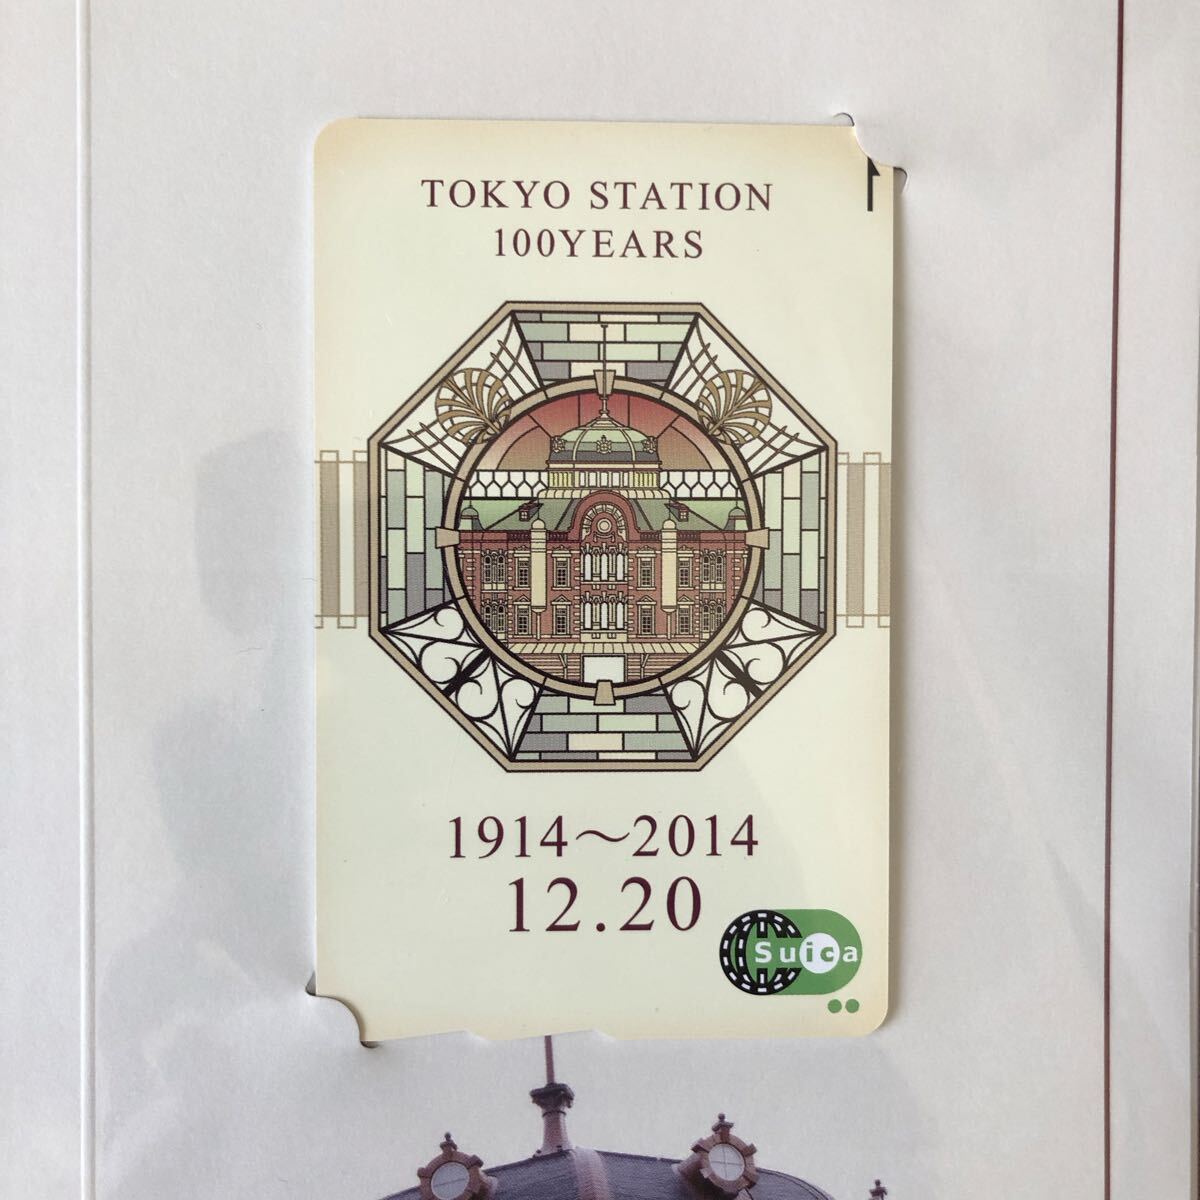 TOKYO STATION
100YEARS
1914～2014
12.20
Suica